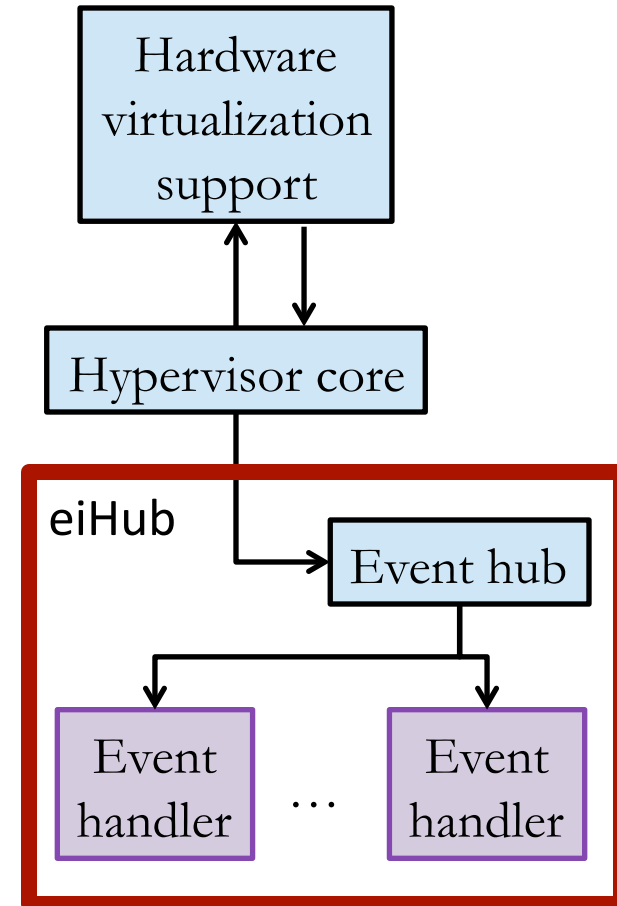 Hardware
virtualization
support
Hypervisor core
eiHub
Event hub
Event
handler
...
Event
handler